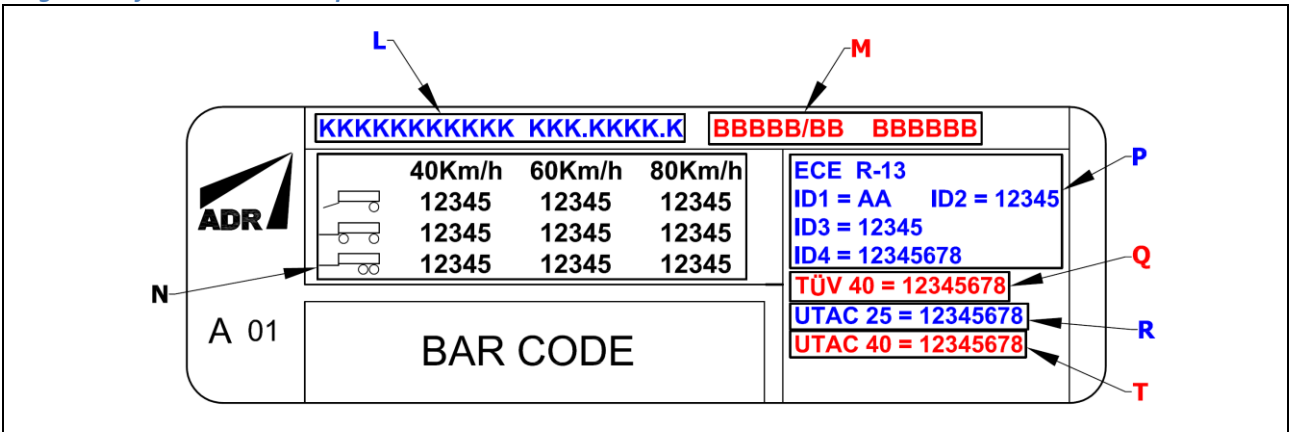 L
M
KKKKKKKKKKK KKK.KKKK.K
BBBBB/BB BBBBBB
ADR
40Km/h 60Km/h 80Km/h
12345 12345 12345
12345 12345 12345
12345 12345 12345
N
A 01
BAR CODE
ECE R-13
ID1 = AA ID2 = 12345
ID3 = 12345
ID4 = 12345678
TÜV 40 = 12345678
UTAC 25 = 12345678
UTAC 40 = 12345678
P
Q
R
T